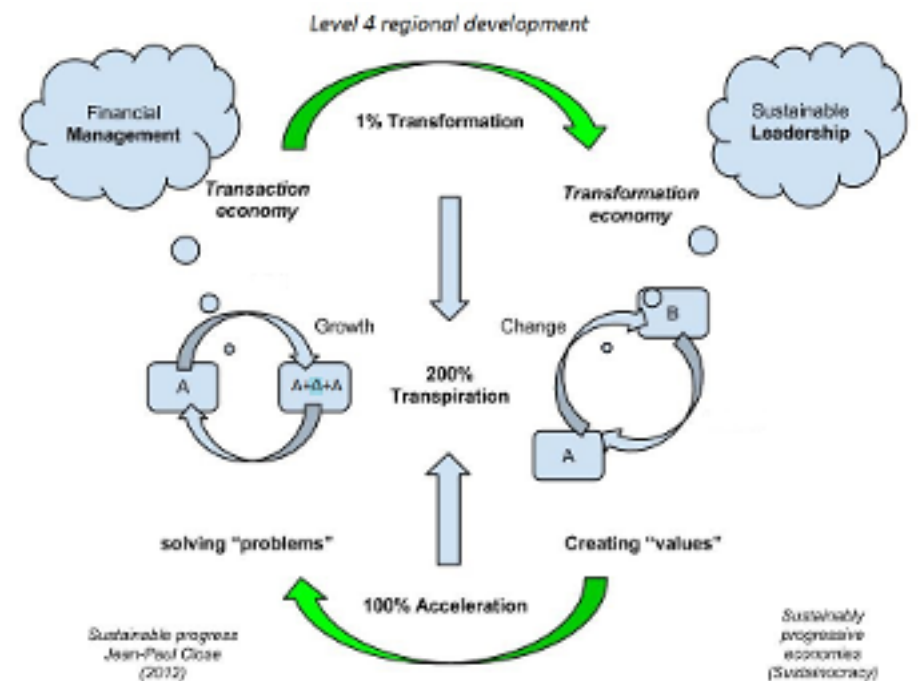 Level 4 regional development
Financial
Management
Sustainable
Leadership
1% Transformation
Transaction
economy
Transformation
economy
Growth
Change
B
A
A+A+A
200%
Transpiration
A
solving "problems"
Creating "values"
100% Acceleration
Sustainable progress
Jean-Paul Close
(2012)
Sustainably
progressive
economies
(Sustainocracy)